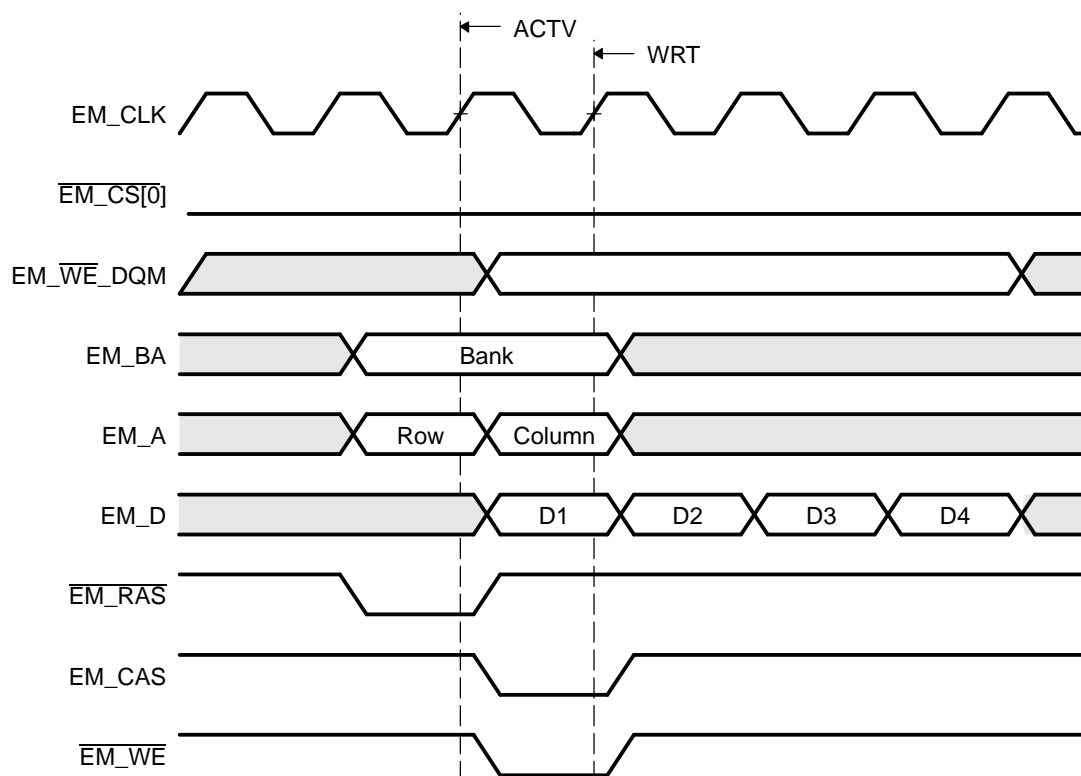 ACTV
WRT
EM_CLK
EM_CS[0]
EM_WE_DQM
EM_BA Bank
EM_A Row Column
EM_D D1 D2 D3 D4
EM_RAS
EM_CAS
EM_WE